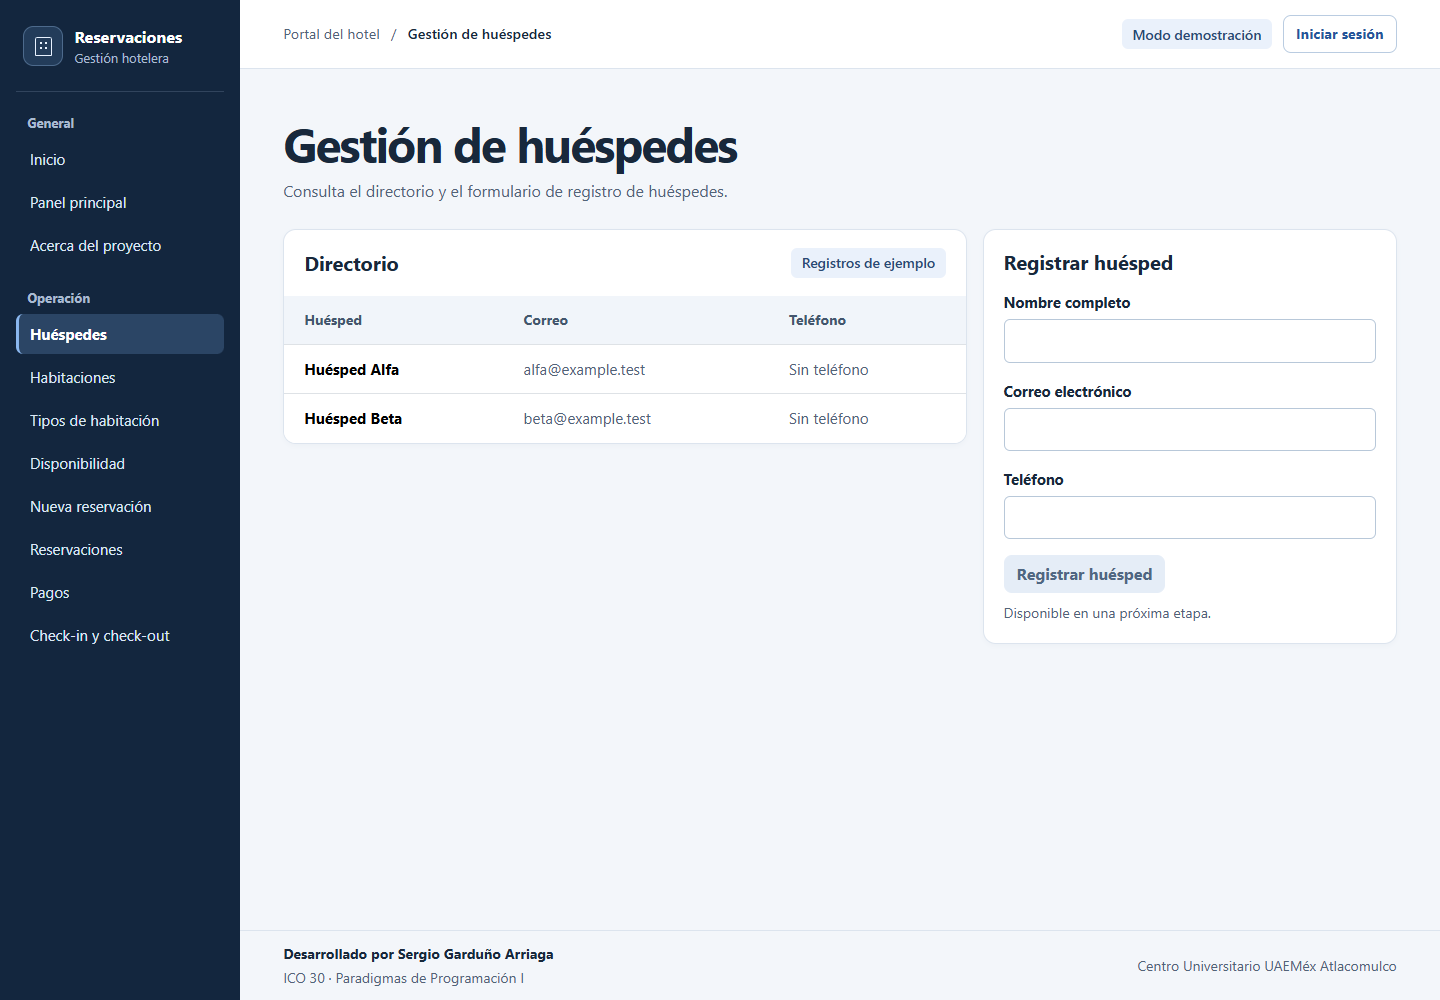 Reservaciones
Gestión hotelera
General
Inicio
Panel principal
Acerca del proyecto
Operación
Huéspedes
Habitaciones
Tipos de habitación
Disponibilidad
Nueva reservación
Reservaciones
Pagos
Check-in y check-out
Portal del hotel / Gestión de huéspedes
Modo demostración
Iniciar sesión
Gestión de huéspedes
Consulta el directorio y el formulario de registro de huéspedes.
Directorio
Registros de ejemplo
Huésped Correo Teléfono
Huésped Alfa alfa@example.test Sin teléfono
Huésped Beta beta@example.test Sin teléfono
Registrar huésped
Nombre completo
Correo electrónico
Teléfono
Registrar huésped
Disponible en una próxima etapa.
Desarrollado por Sergio Garduño Arriaga
ICO 30 · Paradigmas de Programación I
Centro Universitario UAEMéx Atlacomulco